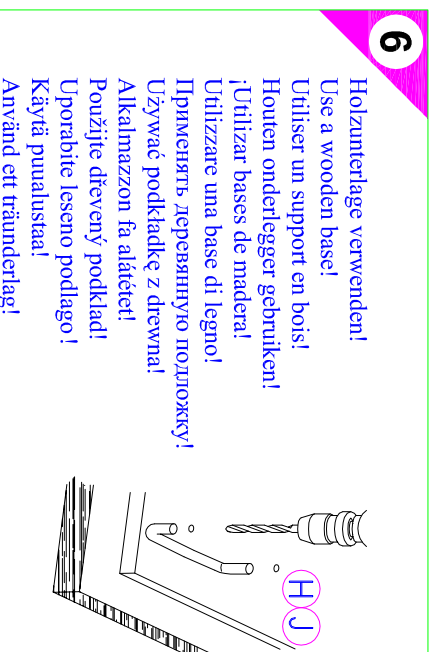 6
Holzunterlage verwenden!
Use a wooden base!
Utiliser un support en bois!
Houten onderlegger gebruiken!
¡Utilizar bases de madera!
Utilizzare una base di legno!
Применять деревянную подложку!
Używać podkładkę z drewna!
Alkalmazzon fa alátétet!
Použijte dřevený podklad!
Uporabite leseno podlago !
Käytä puualustaa!
Använd ett träunderlag!
H J